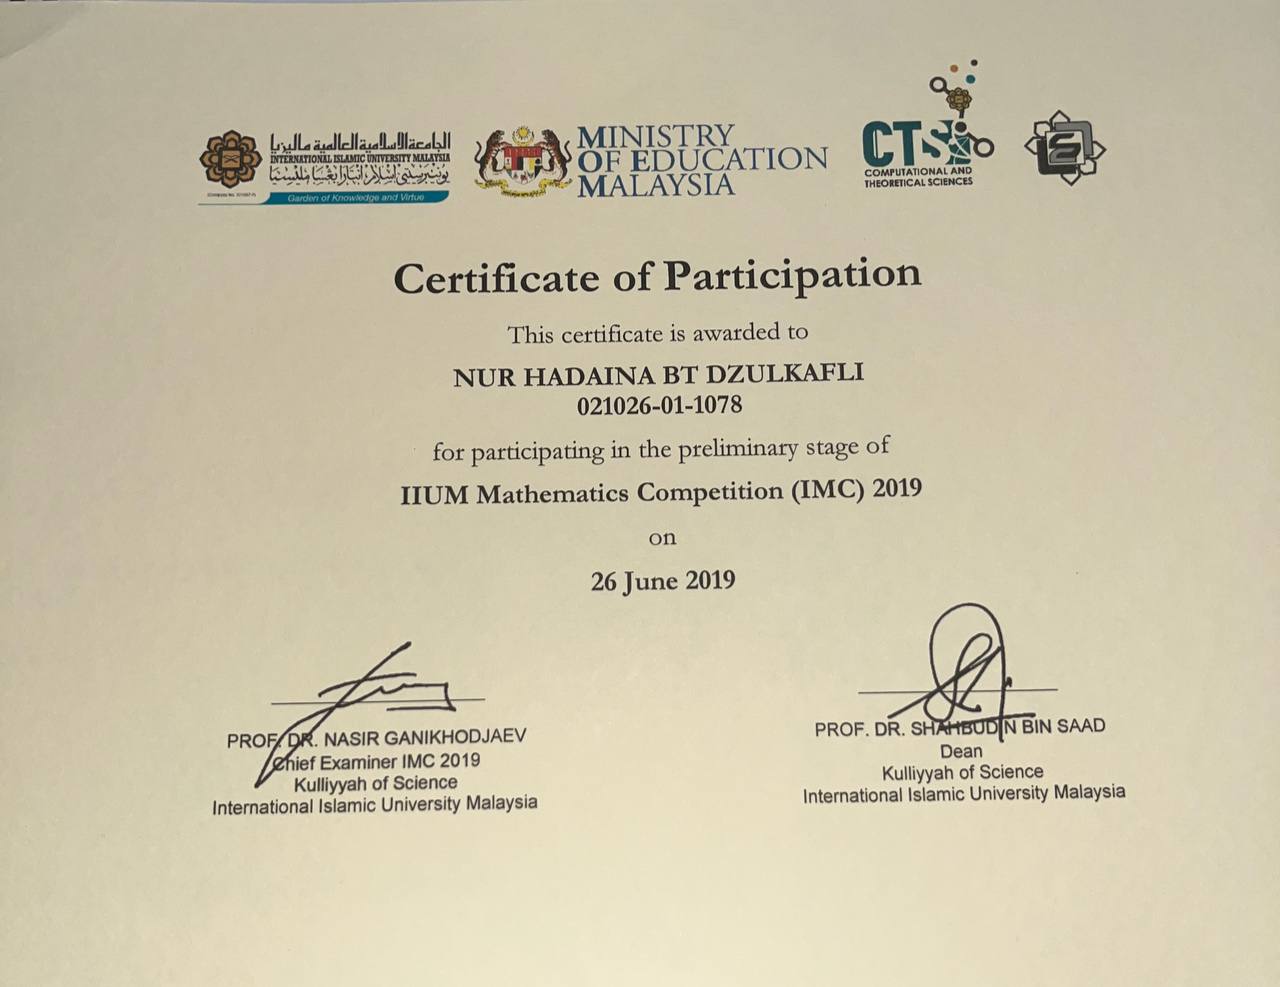 الجامعة الإسلامية العالمية ماليزيا
INTERNATIONAL ISLAMIC UNIVERSITY MALAYSIA
يونيبرسيتي اسلام انتارابغسا مليسيا
Garden of Knowledge and Virtue
MINISTRY
OF EDUCATION
MALAYSIA
CTS
COMPUTATIONAL AND
THEORETICAL SCIENCES
Certificate of Participation
This certificate is awarded to
NUR HADAINA BT DZULKAFLI
021026-01-1078
for participating in the preliminary stage of
IIUM Mathematics Competition (IMC) 2019
on
26 June 2019
PROF. DR. NASIR GANIKHODJAEV
Chief Examiner IMC 2019
Kulliyyah of Science
International Islamic University Malaysia
PROF. DR. SHAHBUDIN BIN SAAD
Dean
Kulliyyah of Science
International Islamic University Malaysia